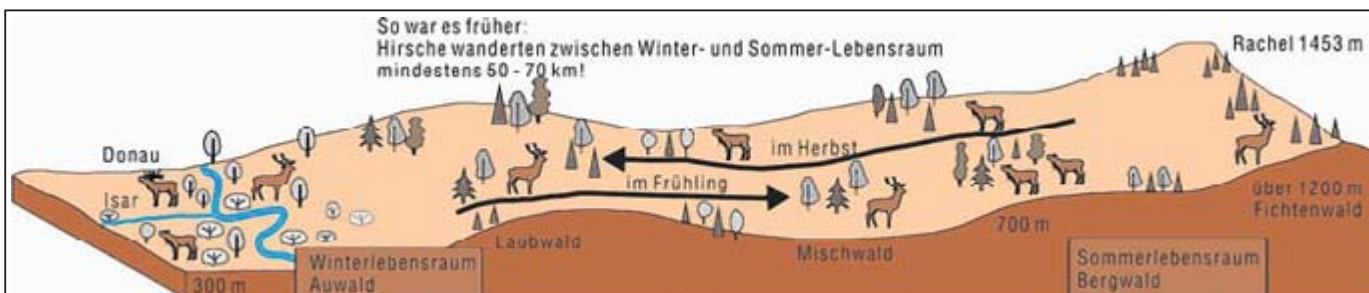 So war es früher:
Hirsche wanderten zwischen Winter- und Sommer-Lebensraum
mindestens 50 - 70 km!
Rachel 1453 m
Donau
im Herbst
Isar
im Frühling
über 1200 m
Fichtenwald
700 m
Laubwald
Mischwald
Winterlebensraum
Auwald
Sommerlebensraum
Bergwald
300 m